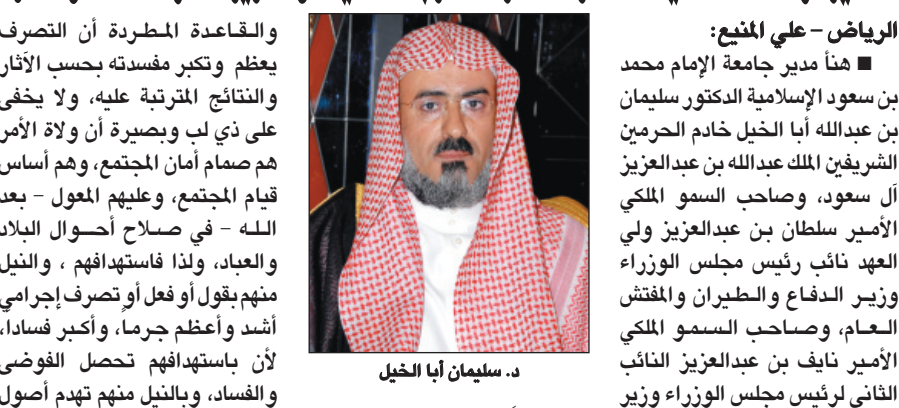 الرياض – علي المنيع:
■ هنأ مدير جامعة الإمام محمد
بن سعود الإسلامية الدكتور سليمان
بن عبدالله أبا الخيل خادم الحرمين
الشريفين الملك عبدالله بن عبدالعزيز
آل سعود، وصاحب السمو الملكي
الأمير سلطان بن عبدالعزيز ولي
العهد نائب رئيس مجلس الوزراء
وزير الدفاع والطيران والمفتش
العام، وصاحب السمو الملكي
الأمير نايف بن عبدالعزيز النائب
الثاني لرئيس مجلس الوزراء وزير
د. سليمان أبا الخيل
والقاعدة المطردة أن التصرف
يعظم وتكبر مفسدته بحسب الآثار
والنتائج المترتبة عليه، ولا يخفى
على ذي لب وبصيرة أن ولاة الأمر
هم صمام أمان المجتمع، وهم أساس
قيام المجتمع، وعليهم المعول – بعد
الله – في صلاح أحوال البلاد
والعباد، ولذا فاستهدافهم ، والنيل
منهم بقول أو فعل أو تصرف إجرامي
أشد وأعظم جرماً، وأكبر فساداً،
لأن باستهدافهم تحصل الفوضى
والفساد، وبالنيل منهم تهدم أصول